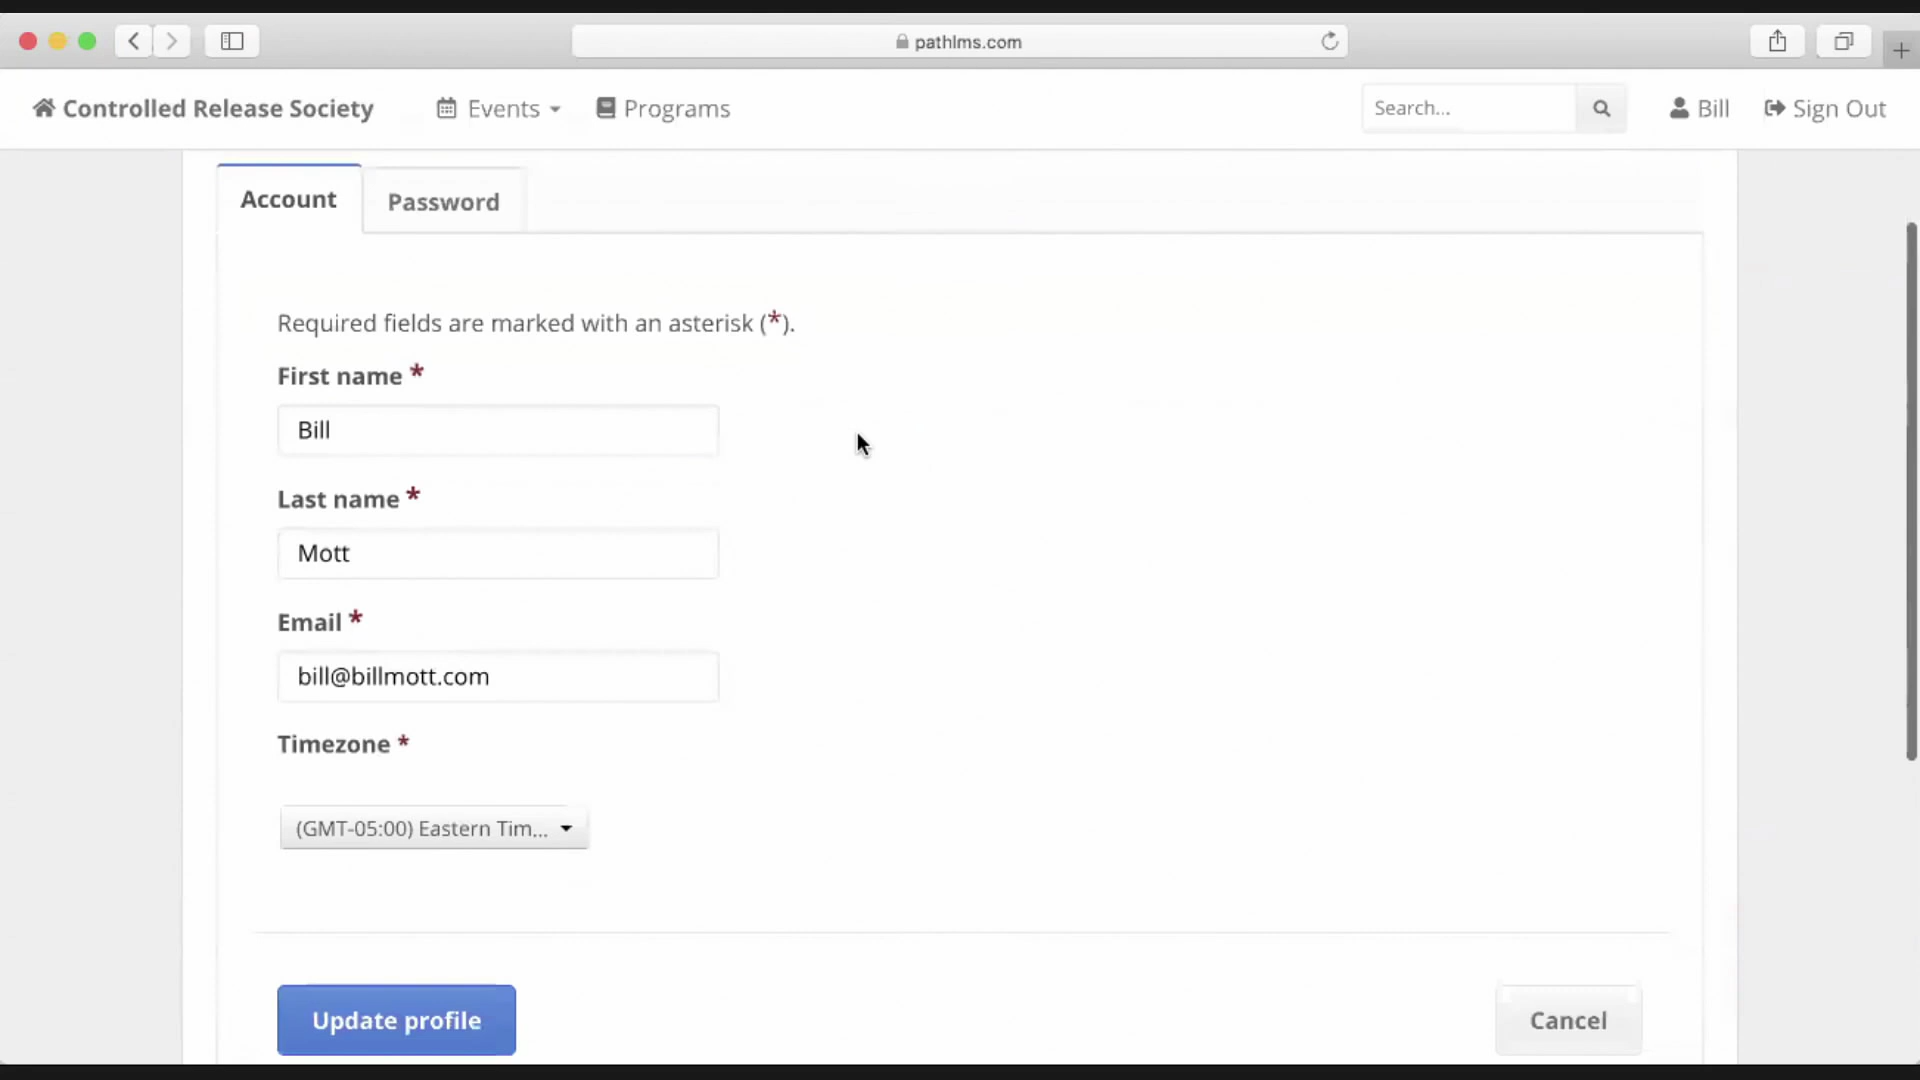 pathlms.com
Controlled Release Society Events Programs Search... Bill Sign Out
Account Password
Required fields are marked with an asterisk (*).
First name *
Bill
Last name *
Mott
Email *
bill@billmott.com
Timezone *
(GMT-05:00) Eastern Tim...
Update profile Cancel